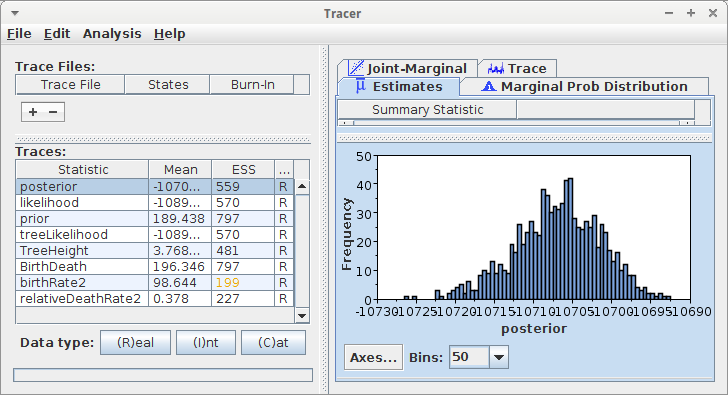 Tracer
File Edit Analysis Help
Trace Files:
Trace File States Burn-In
+ −
Traces:
Statistic Mean ESS ...
posterior -1070... 559 R
likelihood -1089... 570 R
prior 189.438 797 R
treeLikelihood -1089... 570 R
TreeHeight 3.768... 481 R
BirthDeath 196.346 797 R
birthRate2 98.644 199 R
relativeDeathRate2 0.378 227 R
Data type: (R)eal (I)nt (C)at
Joint-Marginal Trace
Estimates Marginal Prob Distribution
Summary Statistic
50
40
30
20
10
0
Frequency
-10730 -10725 -10720 -10715 -10710 -10705 -10700 -10695 -10690
posterior
Axes... Bins: 50